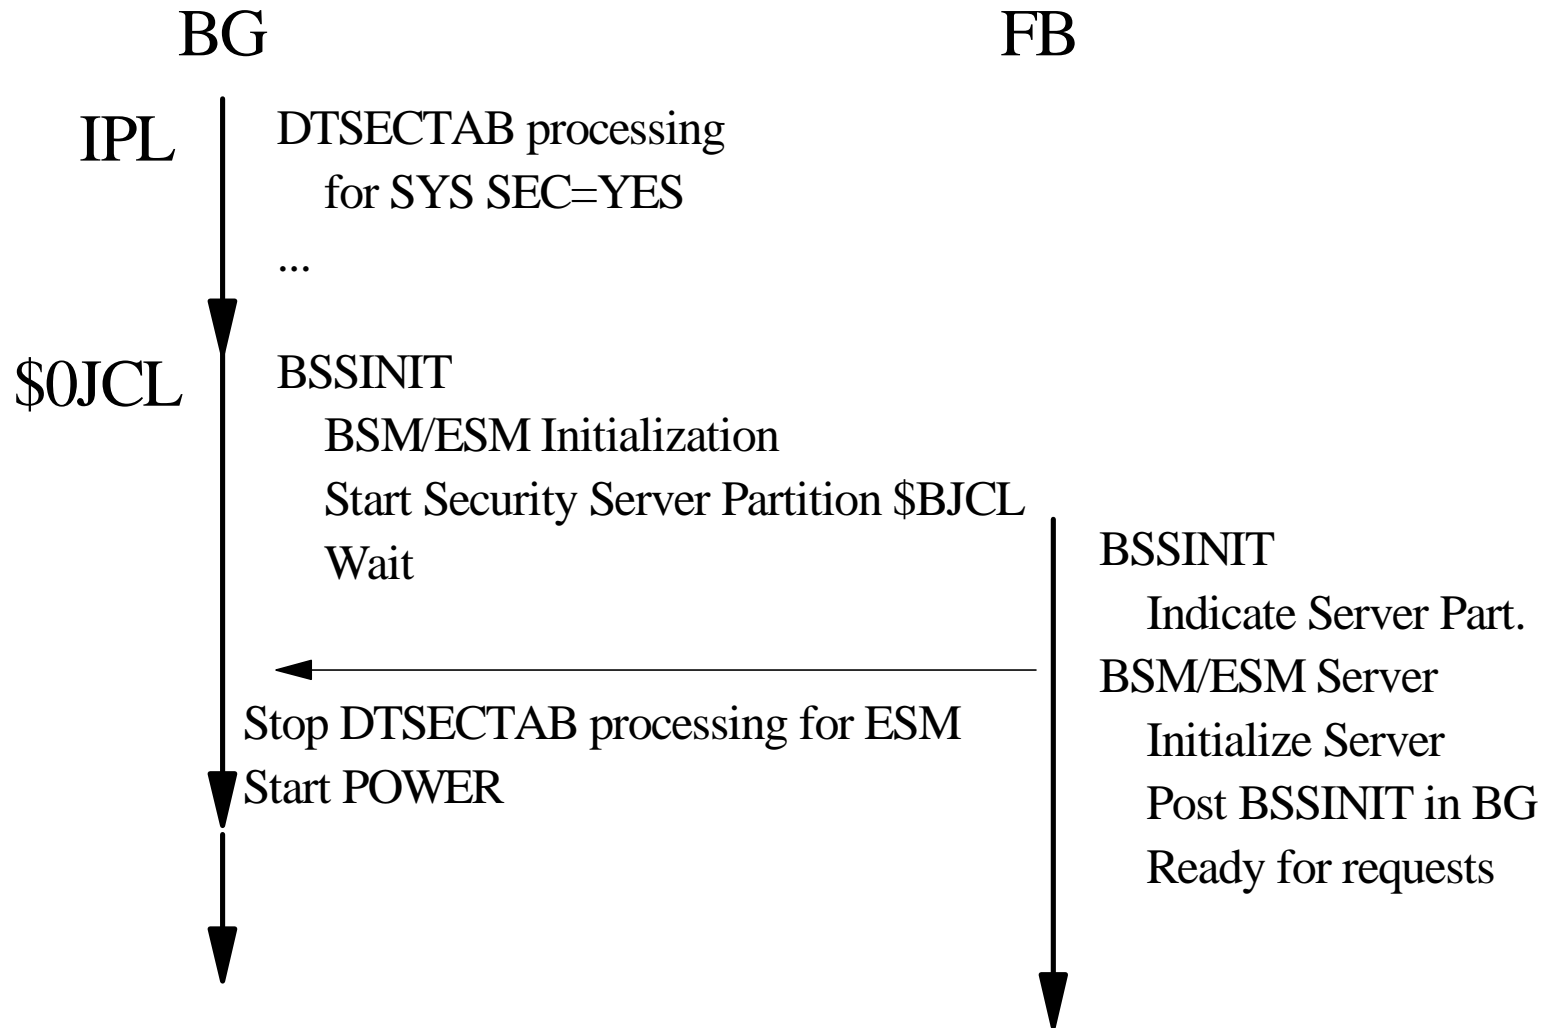 BG
FB
IPL
DTSECTAB processing
for SYS SEC=YES
...
$0JCL
BSSINIT
BSM/ESM Initialization
Start Security Server Partition $BJCL
Wait
BSSINIT
Indicate Server Part.
BSM/ESM Server
Initialize Server
Post BSSINIT in BG
Ready for requests
Stop DTSECTAB processing for ESM
Start POWER